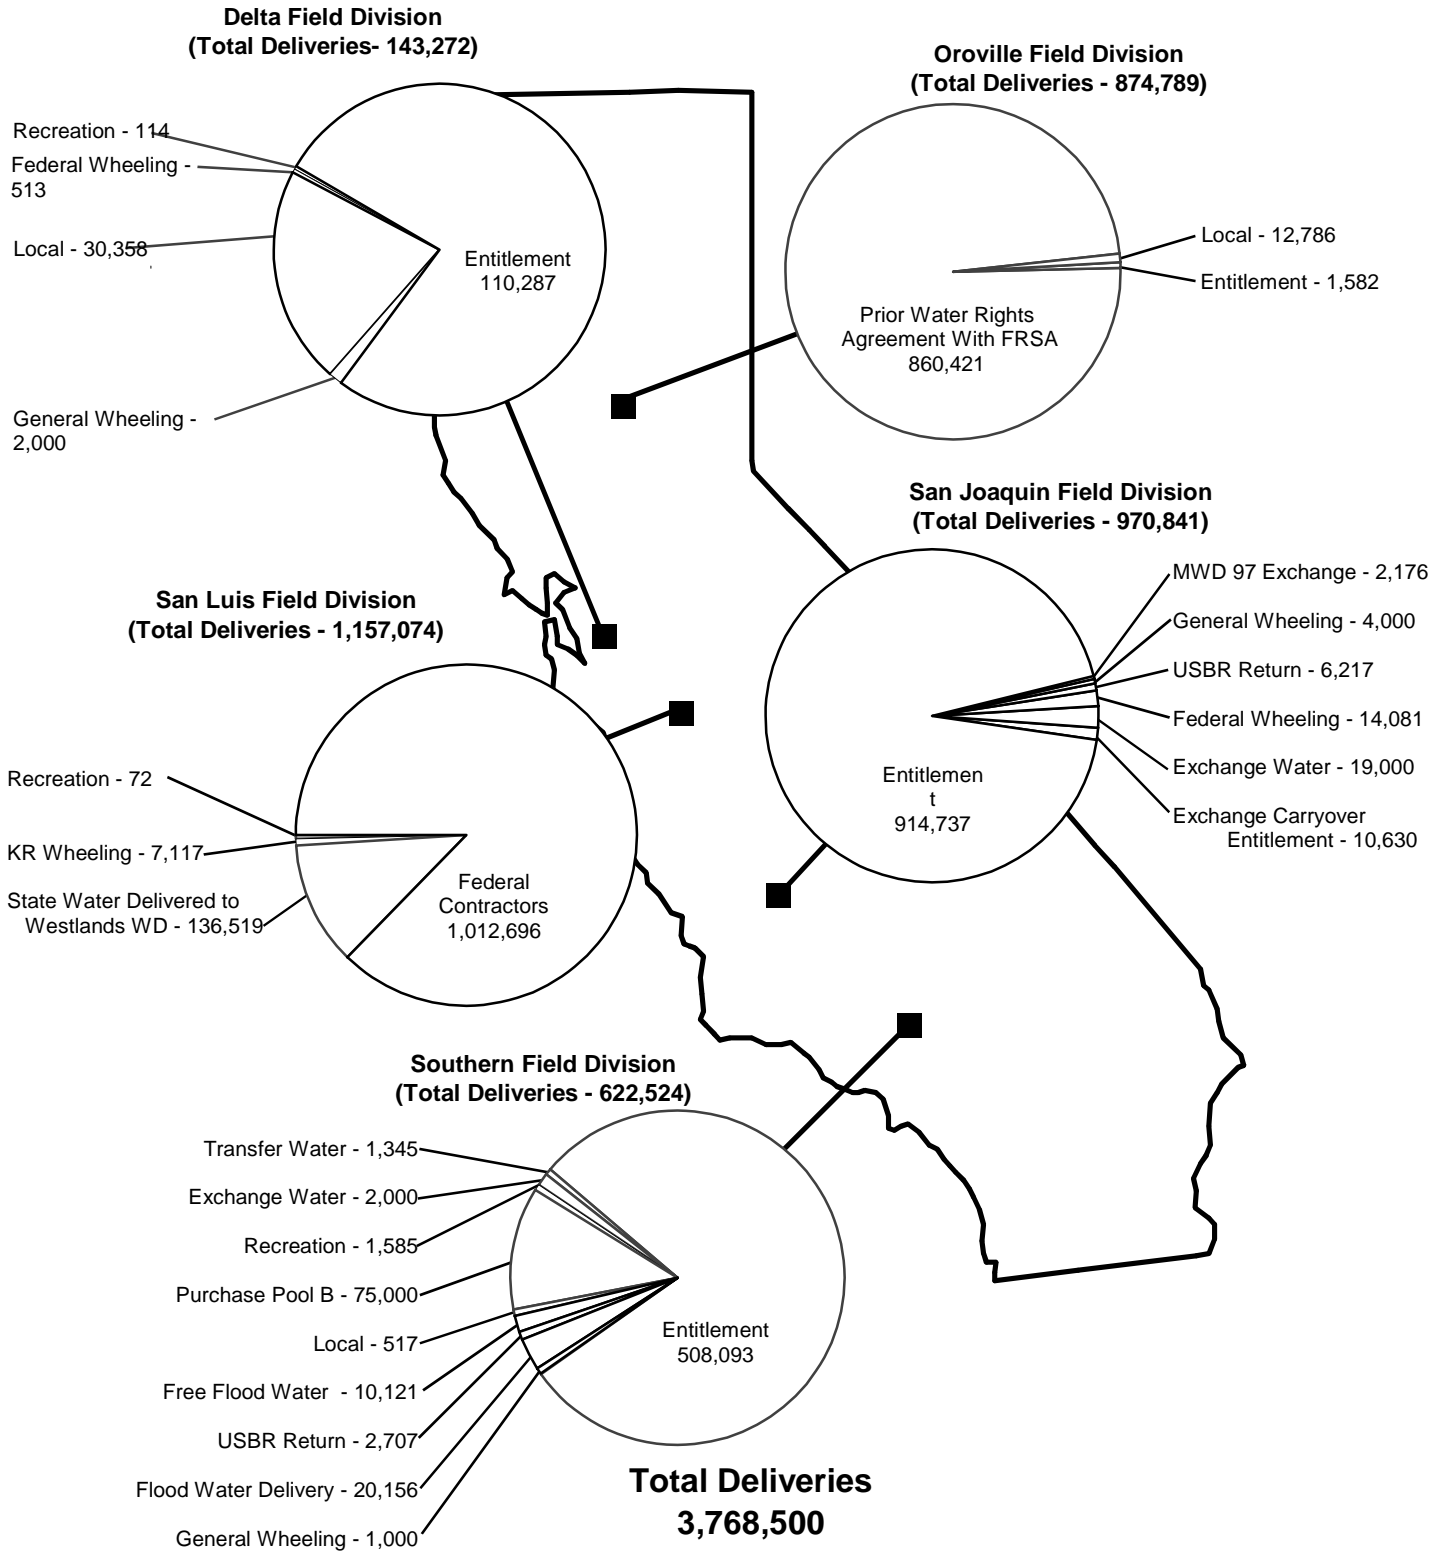 Delta Field Division
(Total Deliveries- 143,272)
Recreation - 114
Federal Wheeling -
513
Local - 30,358
General Wheeling -
2,000
Entitlement
110,287
Oroville Field Division
(Total Deliveries - 874,789)
Local - 12,786
Entitlement - 1,582
Prior Water Rights
Agreement With FRSA
860,421
San Joaquin Field Division
(Total Deliveries - 970,841)
MWD 97 Exchange - 2,176
General Wheeling - 4,000
USBR Return - 6,217
Federal Wheeling - 14,081
Exchange Water - 19,000
Exchange Carryover
Entitlement - 10,630
Entitlemen
t
914,737
San Luis Field Division
(Total Deliveries - 1,157,074)
Recreation - 72
KR Wheeling - 7,117
State Water Delivered to
Westlands WD - 136,519
Federal
Contractors
1,012,696
Southern Field Division
(Total Deliveries - 622,524)
Transfer Water - 1,345
Exchange Water - 2,000
Recreation - 1,585
Purchase Pool B - 75,000
Local - 517
Free Flood Water - 10,121
USBR Return - 2,707
Flood Water Delivery - 20,156
General Wheeling - 1,000
Entitlement
508,093
Total Deliveries
3,768,500